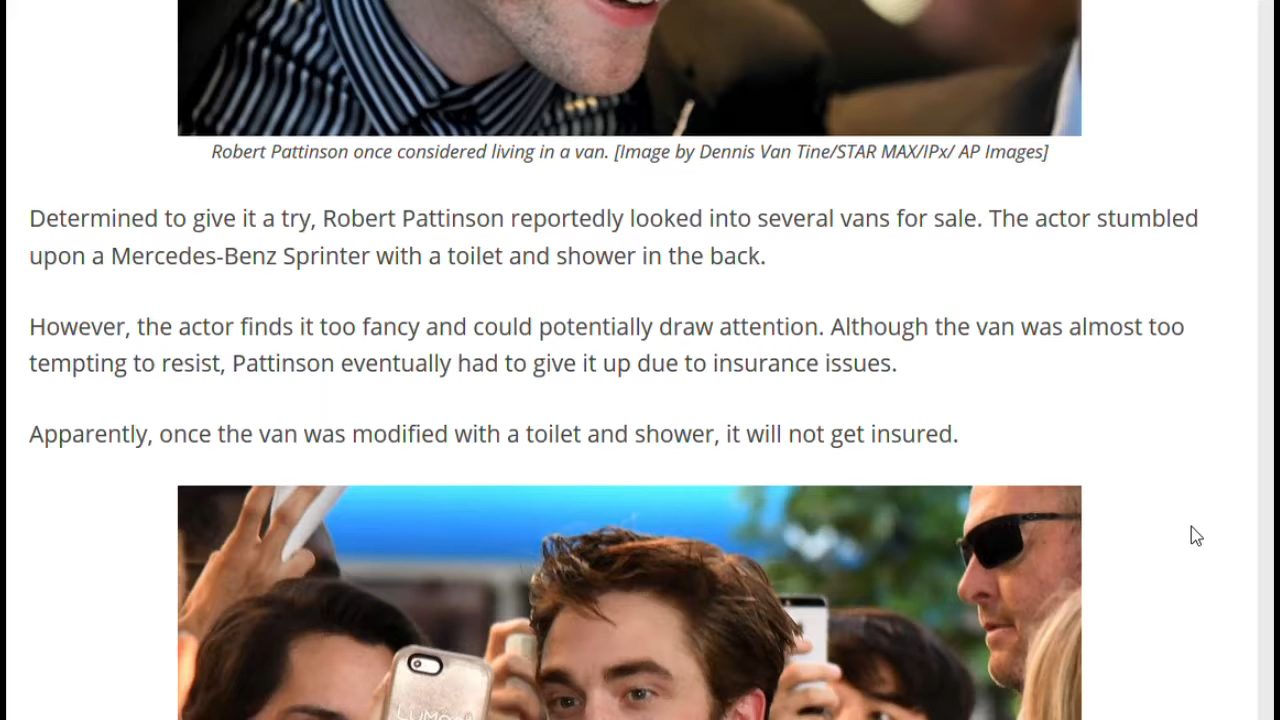 Robert Pattinson once considered living in a van. [Image by Dennis Van Tine/STAR MAX/IPx/ AP Images]
Determined to give it a try, Robert Pattinson reportedly looked into several vans for sale. The actor stumbled
upon a Mercedes-Benz Sprinter with a toilet and shower in the back.
However, the actor finds it too fancy and could potentially draw attention. Although the van was almost too
tempting to resist, Pattinson eventually had to give it up due to insurance issues.
Apparently, once the van was modified with a toilet and shower, it will not get insured.